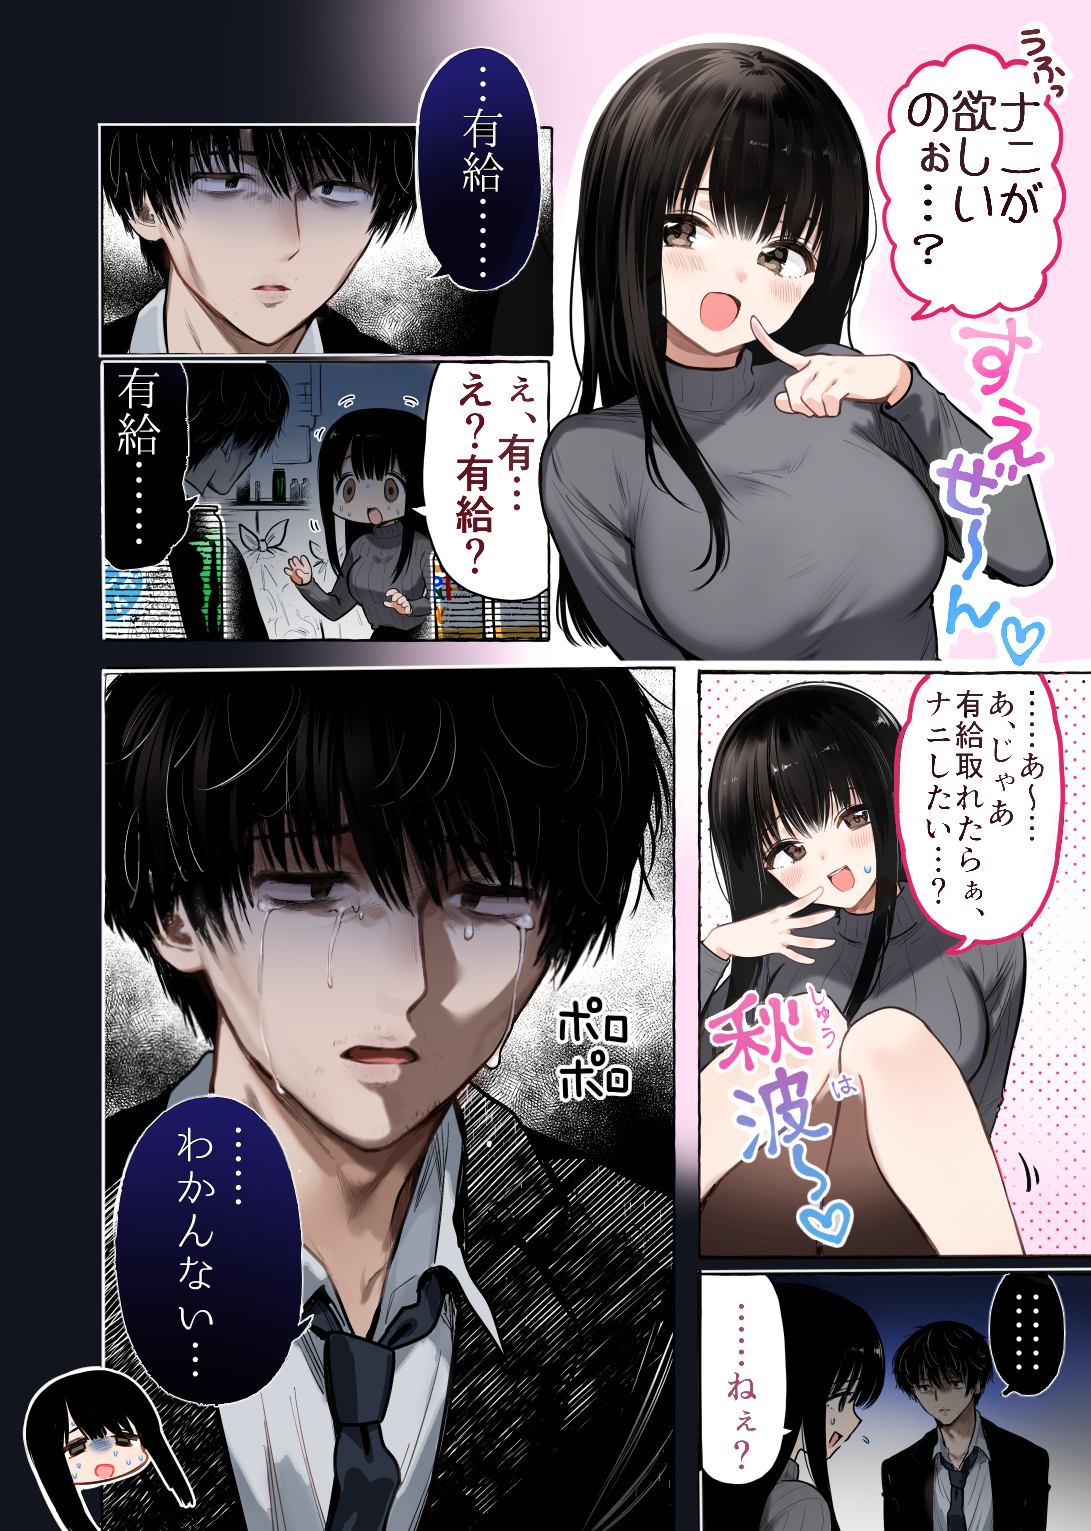 うふっ
ナニが
欲しい
のぉ…？
すえ
ぜ～ん♡
…有給……
え、有…
え？有給？
有給……
……あ～…
あ、じゃあ
有給取れたらぁ、
ナニしたい…？
秋波～♡
しゅう
は
………
……ねぇ？
ポロ
ポロ
……
わかんない…